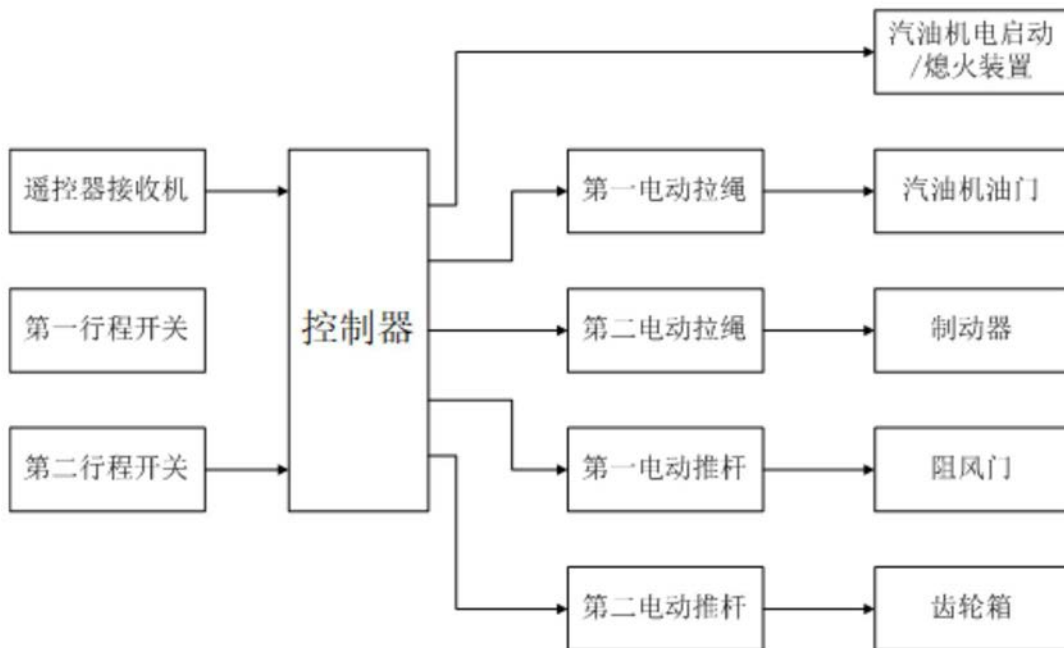 汽油机电启动
/熄火装置
遥控器接收机
第一电动拉绳
汽油机油门
第一行程开关
控制器
第二电动拉绳
制动器
第二行程开关
第一电动推杆
阻风门
第二电动推杆
齿轮箱